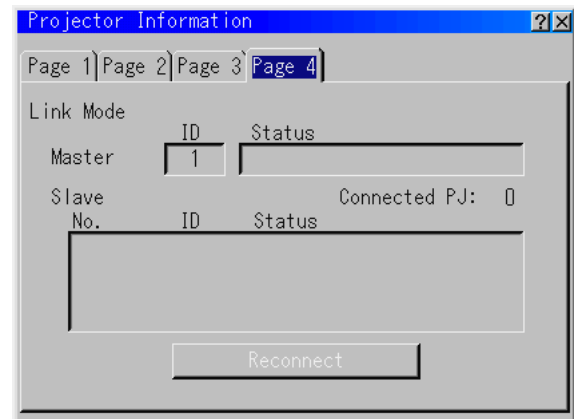 Projector Information ? X
Page 1 Page 2 Page 3 Page 4
Link Mode
ID Status
Master 1
Slave Connected PJ: 0
No. ID Status
Reconnect